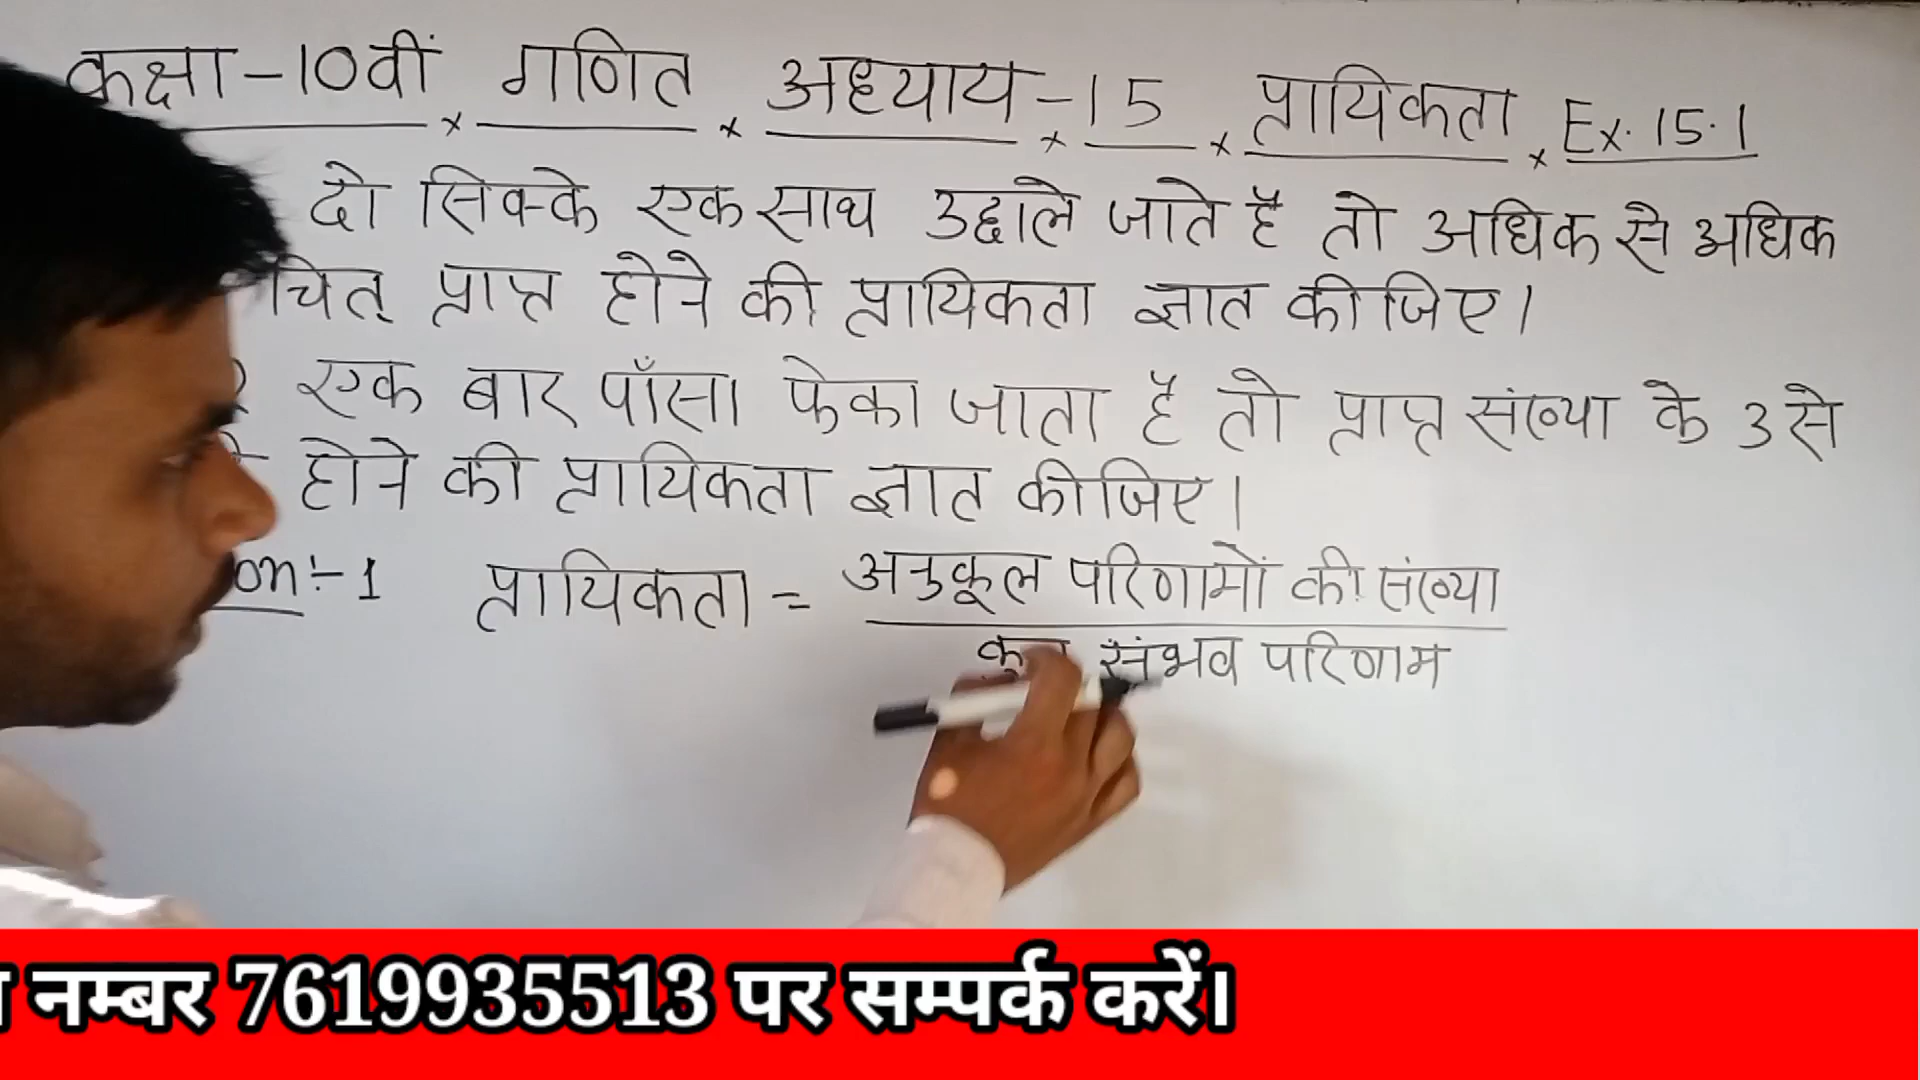 कक्षा-10वीं × गणित × अध्याय-15 × प्रायिकता × Ex. 15.1
दो सिक्के एक साथ उछाले जाते है तो अधिक से अधिक
चित् प्राप्त होने की प्रायिकता ज्ञात कीजिए।
एक बार पाँसा फेका जाता है तो प्राप्त संख्या के 3 से
होने की प्रायिकता ज्ञात कीजिए।
on:-1 प्रायिकता = अनुकूल परिणामों की संख्या
संभव परिणाम
नम्बर 7619935513 पर सम्पर्क करें।